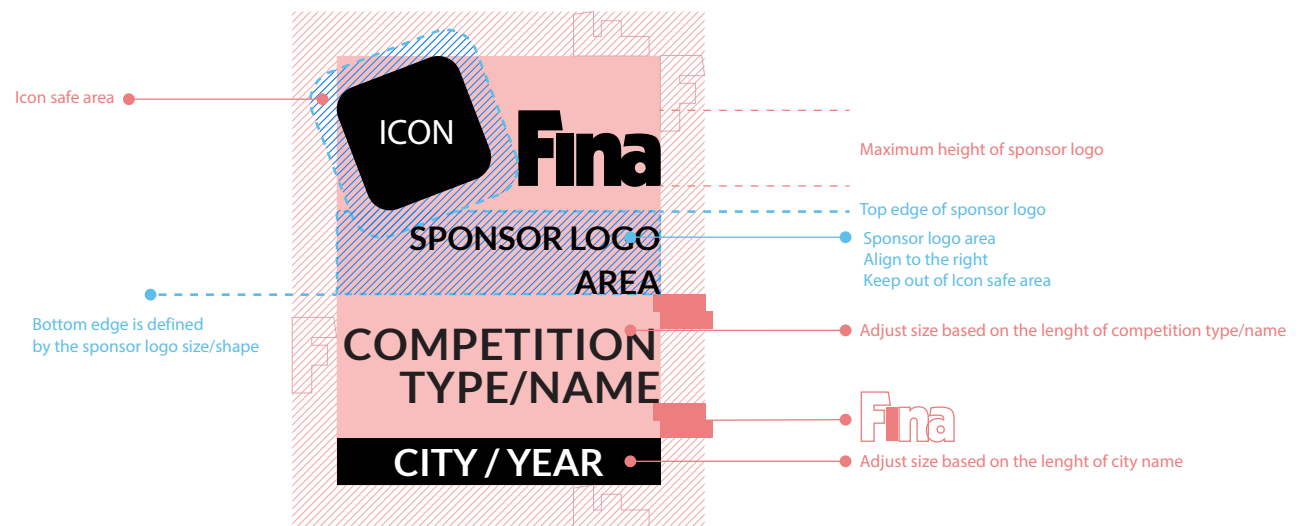 Icon safe area
ICON
Fina
Maximum height of sponsor logo
Top edge of sponsor logo
SPONSOR LOGO
AREA
Sponsor logo area
Align to the right
Keep out of Icon safe area
Bottom edge is defined
by the sponsor logo size/shape
COMPETITION
TYPE/NAME
Adjust size based on the lenght of competition type/name
Fina
CITY / YEAR
Adjust size based on the lenght of city name